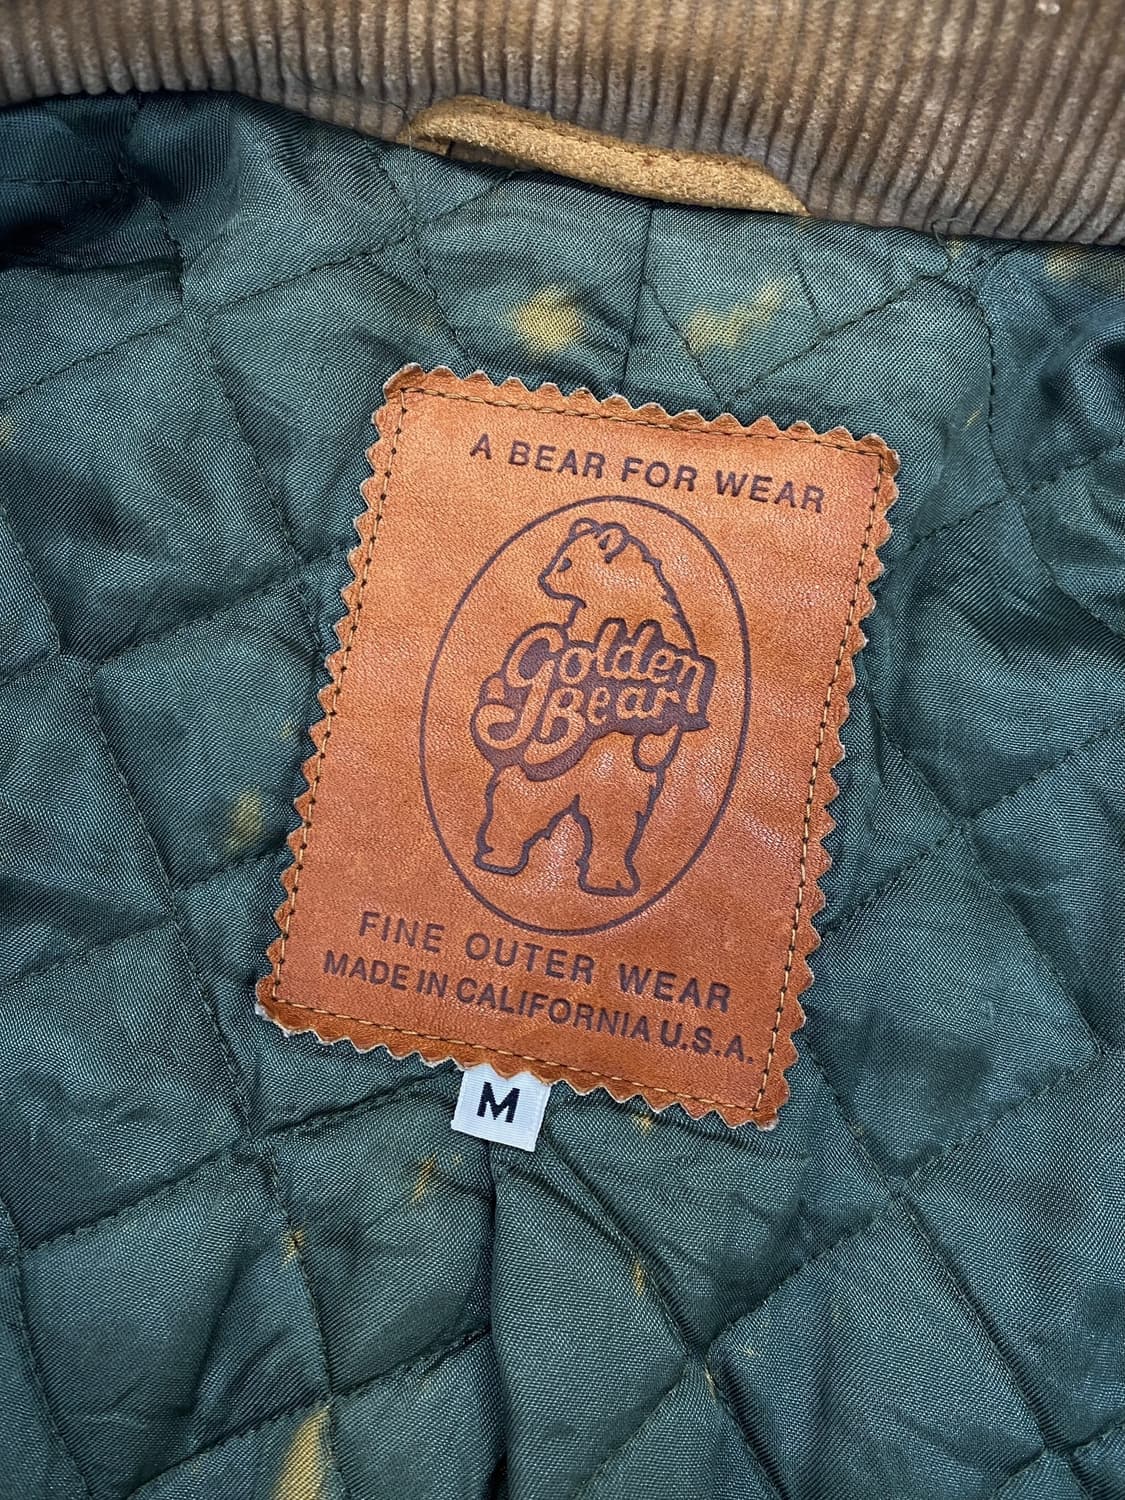 A BEAR FOR WEAR
Golden
Bear
FINE OUTER WEAR
MADE IN CALIFORNIA U.S.A.
M